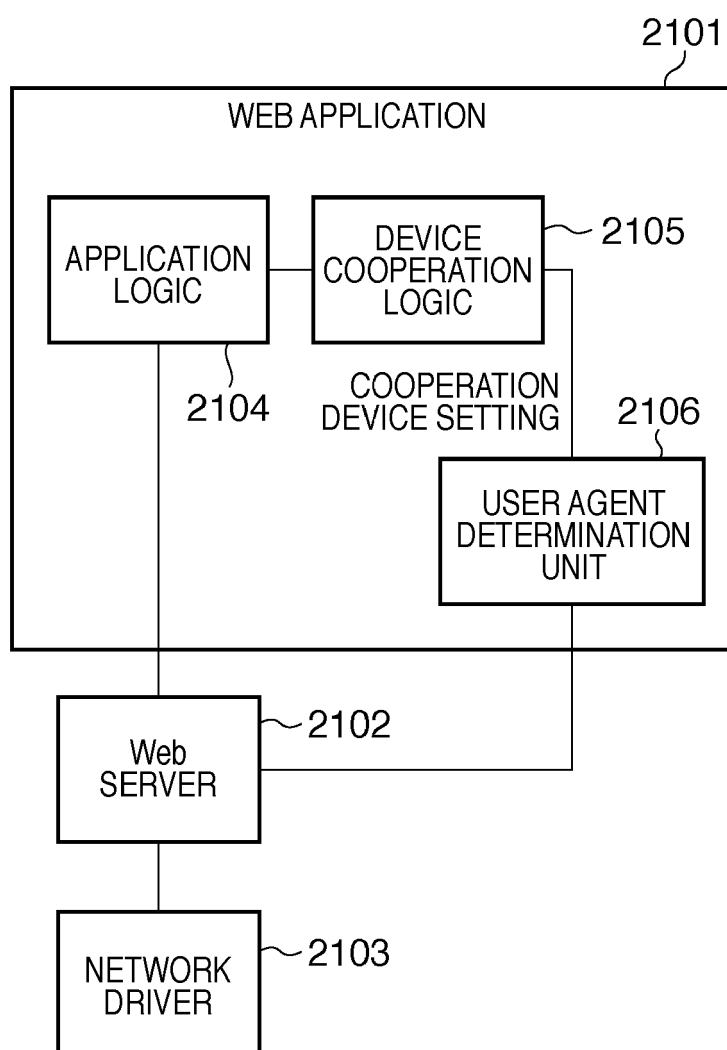 2101
WEB APPLICATION
APPLICATION
LOGIC
2104
DEVICE
COOPERATION
LOGIC
2105
COOPERATION
DEVICE SETTING
2106
USER AGENT
DETERMINATION
UNIT
Web
SERVER
2102
NETWORK
DRIVER
2103